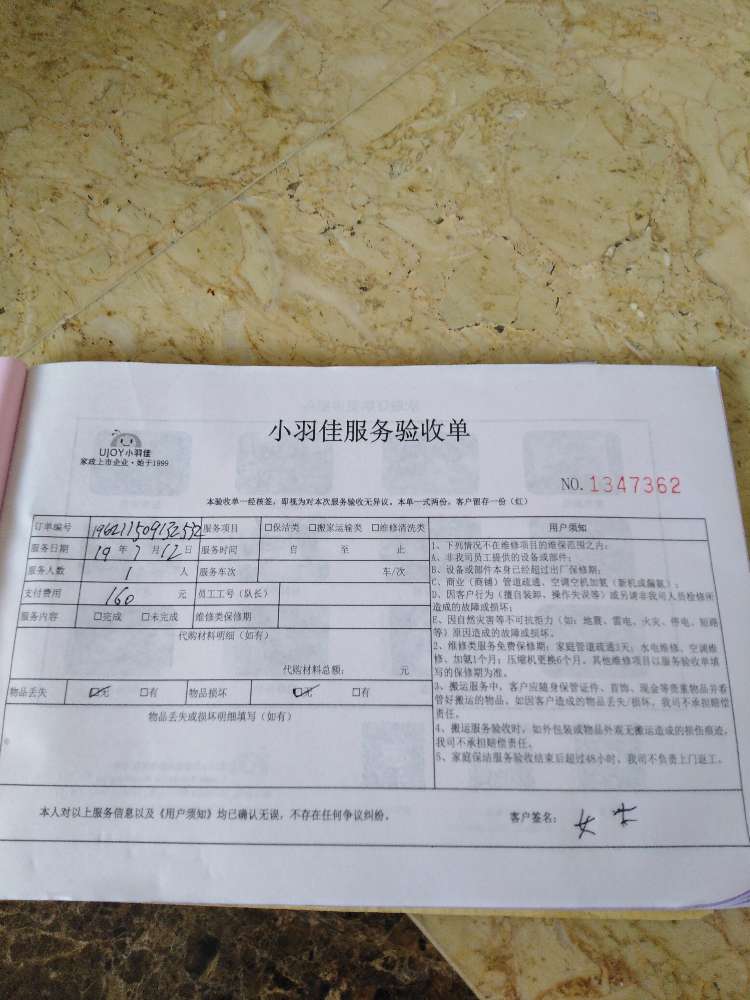 小羽佳服务验收单
UJOY小羽佳
家政上市企业·始于1999
NO.1347362
本验收单一经核签，即视为对本次服务验收无异议。本单一式两份，客户留存一份（红）
订单编号 服务项目 □保洁类 □搬家运输类 □维修清洗类
服务日期 19 年 7 月 12 日 服务时间 自 至 止
服务人数 1 人 服务车次 车/次
支付费用 160 元 员工工号（队长）
服务内容 □完成 □未完成 维修类保修期
代购材料明细（如有）
代购材料总额： 元
物品丢失 □无 □有 物品损坏 □无 □有
物品丢失或损坏明细填写（如有）
用户须知
1、下列情况不在维修项目的维保范围之内：
A、非我司员工提供的设备或部件；
B、设备或部件本身已经超过出厂保修期；
C、商业（商铺）管道疏通、空调空机加氟（新机或漏氟）；
D、因客户行为（擅自装卸、操作失误等）或另请非我司人员检修所
造成的故障或损坏；
E、因自然灾害等不可抗拒力（如：地震、雷电、火灾、停电、短路
等）原因造成的故障或损坏。
2、维修类服务免费保修期：家庭管道疏通3天；水电维修、空调维
修、加氟1个月；压缩机更换6个月。其他维修项目以服务验收单填
写的保修期为准。
3、搬运服务中，客户应随身保管证件、首饰、现金等贵重物品并看
管好搬运的物品。如因客户造成的物品丢失/损坏，我司不承担赔偿
责任。
4、搬运服务验收时，如外包装或物品外观无搬运造成的损伤痕迹，
我司不承担赔偿责任。
5、家庭保洁服务验收结束后超过48小时，我司不负责上门返工。
本人对以上服务信息以及《用户须知》均已确认无误，不存在任何争议纠纷。
客户签名： 女士